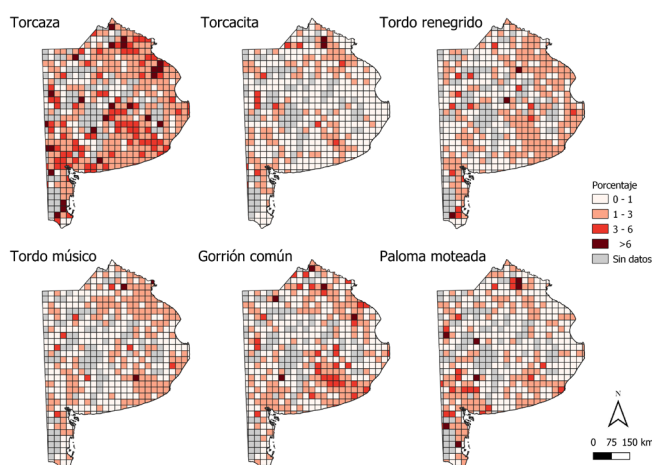 Torcaza
Torcacita
Tordo renegrido
Porcentaje
0 - 1
1 - 3
3 - 6
>6
Sin datos
Tordo músico
Gorrión común
Paloma moteada
N
0 75 150 km